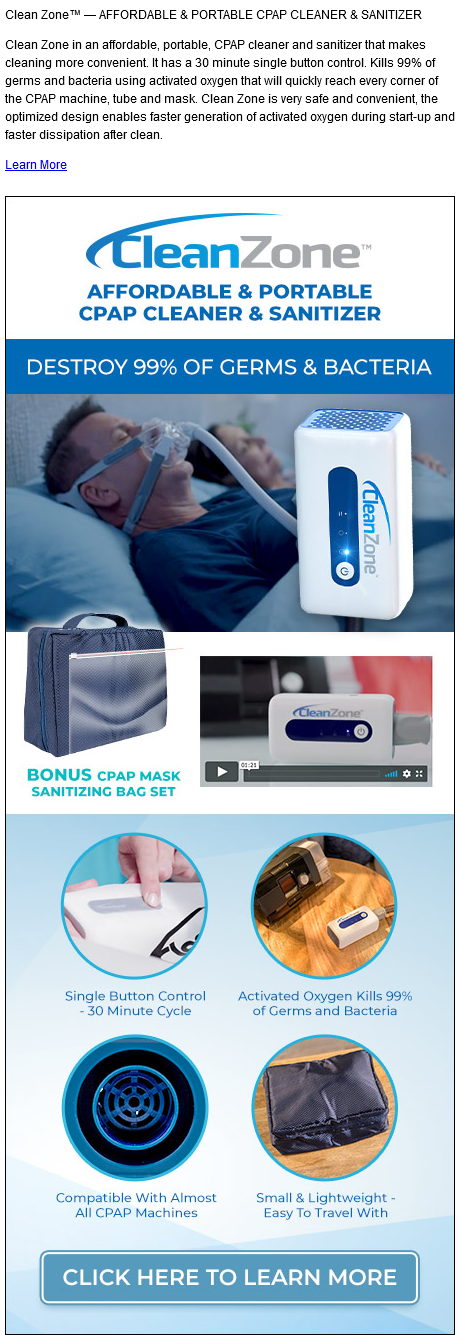 Clean Zone™ — AFFORDABLE & PORTABLE CPAP CLEANER & SANITIZER
Clean Zone in an affordable, portable, CPAP cleaner and sanitizer that makes
cleaning more convenient. It has a 30 minute single button control. Kills 99% of
germs and bacteria using activated oxygen that will quickly reach every corner of
the CPAP machine, tube and mask. Clean Zone is very safe and convenient, the
optimized design enables faster generation of activated oxygen during start-up and
faster dissipation after clean.
Learn More
CleanZone™
AFFORDABLE & PORTABLE
CPAP CLEANER & SANITIZER
DESTROY 99% OF GERMS & BACTERIA
CleanZone
CleanZone
01:21
BONUS CPAP MASK
SANITIZING BAG SET
Single Button Control
- 30 Minute Cycle
Activated Oxygen Kills 99%
of Germs and Bacteria
Compatible With Almost
All CPAP Machines
Small & Lightweight -
Easy To Travel With
CLICK HERE TO LEARN MORE